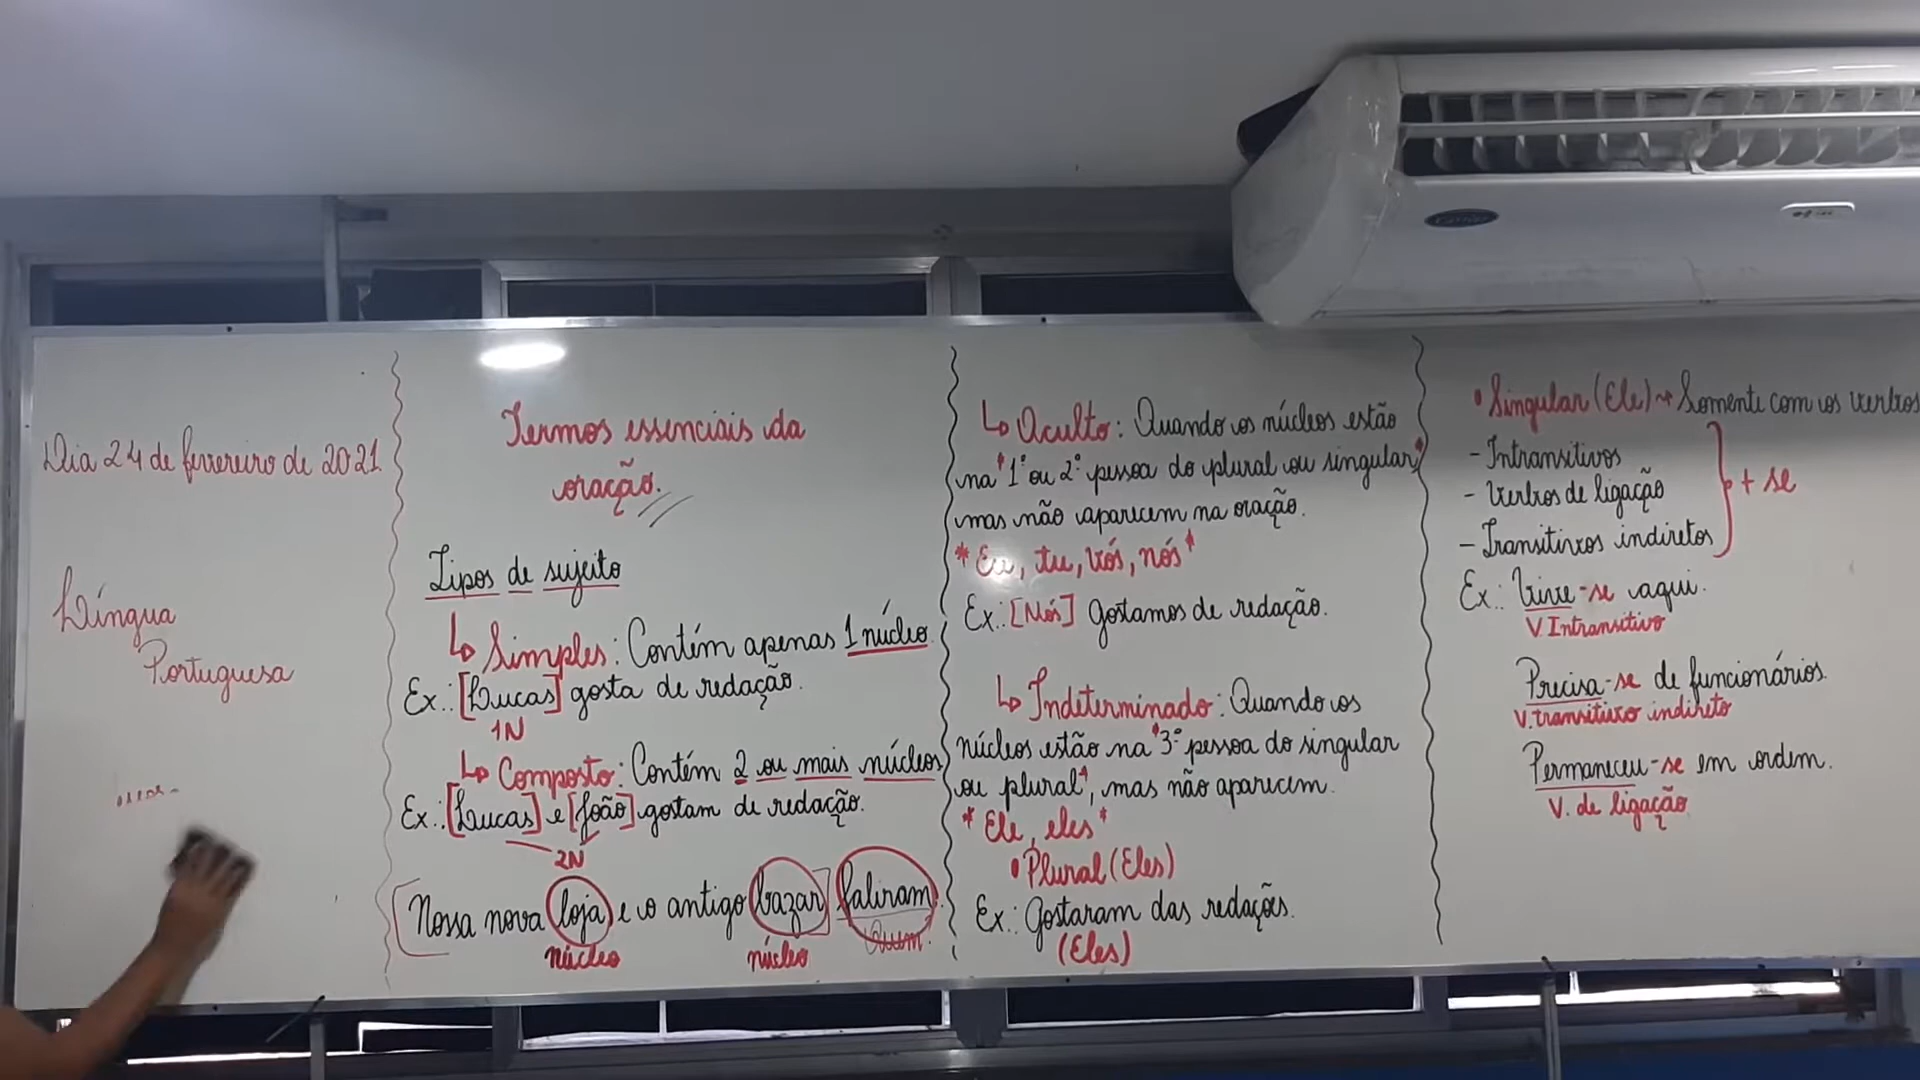 Dia 24 de fevereiro de 2021
Língua
Portuguesa
Termos essenciais da
oração.
Tipos de sujeito
↳ Simples: Contém apenas 1 núcleo.
Ex.: [Lucas] gosta de redação.
1N
↳ Composto: Contém 2 ou mais núcleos
Ex.: [Lucas] e [João] gostam de redação.
2N
Nossa nova loja e o antigo bazar faliram.
núcleo núcleo Quem?
↳ Oculto: Quando os núcleos estão
na *1º ou 2º pessoa do plural ou singular*
mas não aparecem na oração.
* Eu, tu, vós, nós *
Ex.: [Nós] Gostamos de redação.
↳ Indeterminado: Quando os
núcleos estão na *3º pessoa do singular
ou plural*, mas não aparecem.
* Ele, eles *
• Plural (Eles)
Ex.: Gostaram das redações.
(Eles)
• Singular (Ele) → Somente com os verbos
- Intransitivos
- Verbos de ligação
- Transitivos indiretos
+ se
Ex.: Vive-se aqui.
V. Intransitivo
Precisa-se de funcionários.
V. transitivo indireto
Permaneceu-se em ordem.
V. de ligação